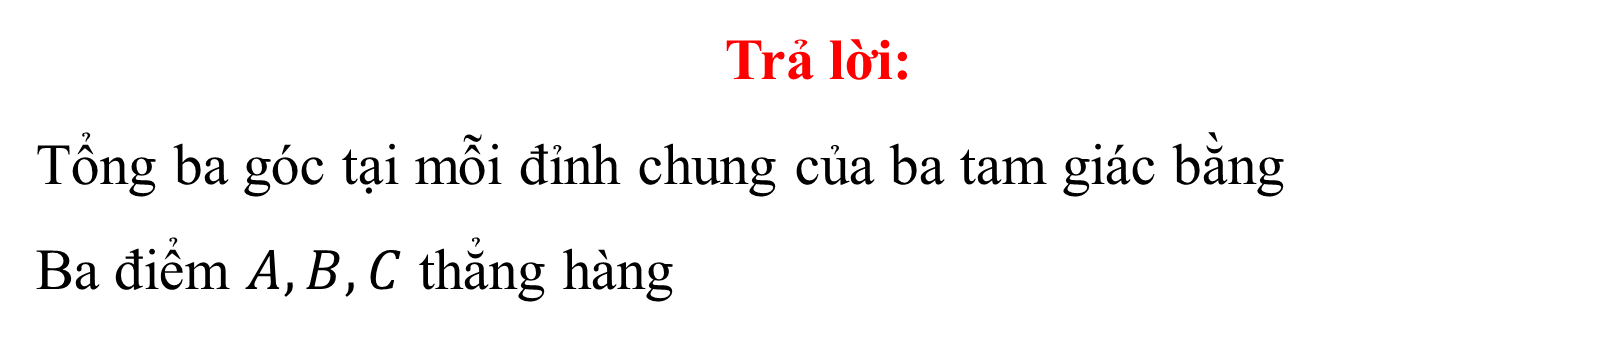 Trả lời:
Tổng ba góc tại mỗi đỉnh chung của ba tam giác bằng
Ba điểm A, B, C thẳng hàng